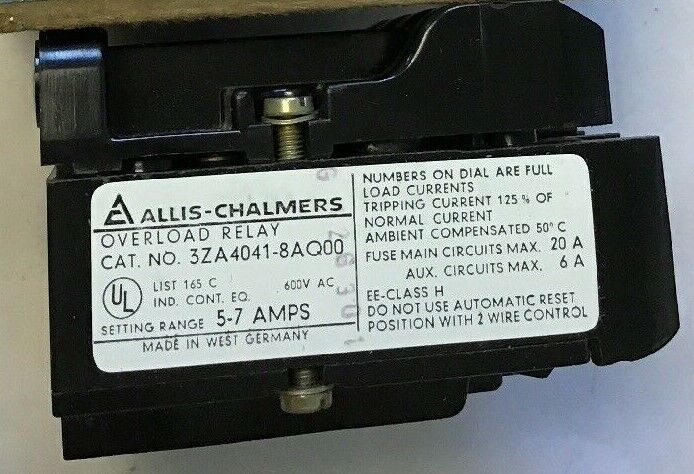 ALLIS-CHALMERS
OVERLOAD RELAY
CAT. NO. 3ZA4041-8AQ00
UL
LIST 165 C 600V AC
IND. CONT. EQ.
SETTING RANGE 5-7 AMPS
MADE IN WEST GERMANY
NUMBERS ON DIAL ARE FULL
LOAD CURRENTS
TRIPPING CURRENT 125 % OF
NORMAL CURRENT
AMBIENT COMPENSATED 50° C
FUSE MAIN CIRCUITS MAX. 20 A
AUX. CIRCUITS MAX. 6 A
EE-CLASS H
DO NOT USE AUTOMATIC RESET
POSITION WITH 2 WIRE CONTROL